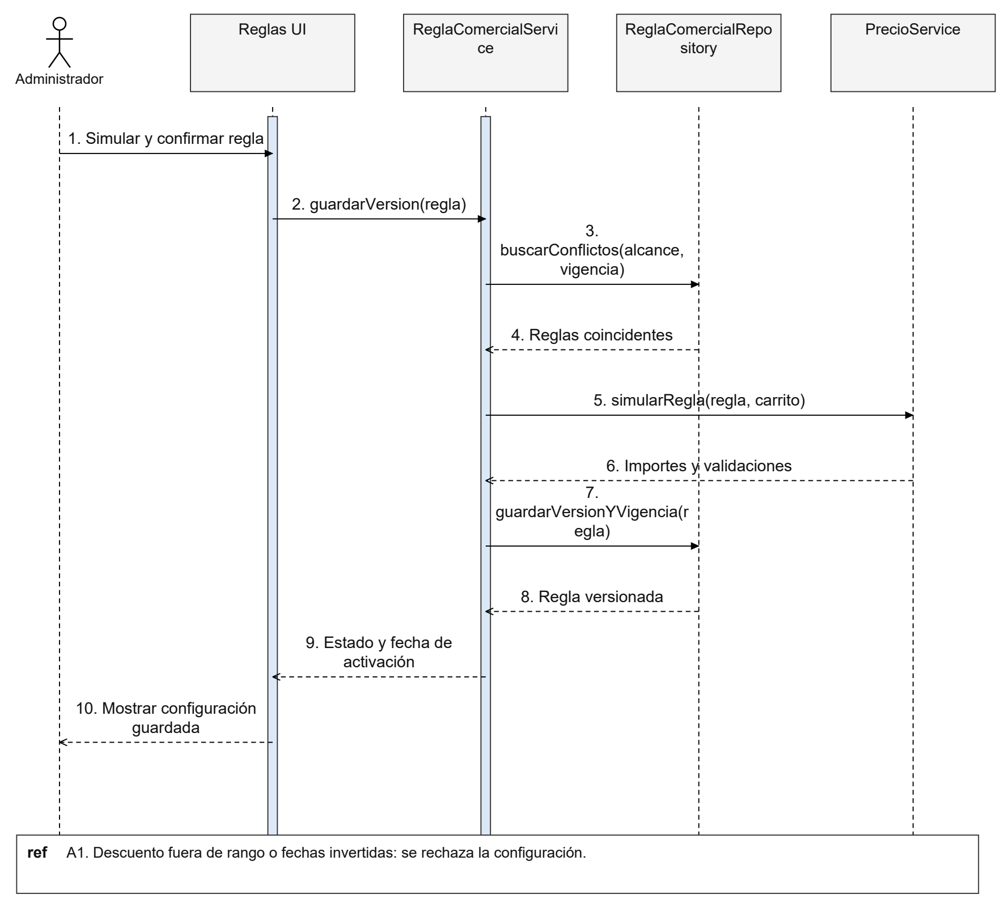 Administrador
Reglas UI
ReglaComercialServi
ce
ReglaComercialRepo
sitory
PrecioService
1. Simular y confirmar regla
2. guardarVersion(regla)
3.
buscarConflictos(alcance,
vigencia)
4. Reglas coincidentes
5. simularRegla(regla, carrito)
6. Importes y validaciones
7.
guardarVersionYVigencia(r
egla)
8. Regla versionada
9. Estado y fecha de
activación
10. Mostrar configuración
guardada
ref A1. Descuento fuera de rango o fechas invertidas: se rechaza la configuración.